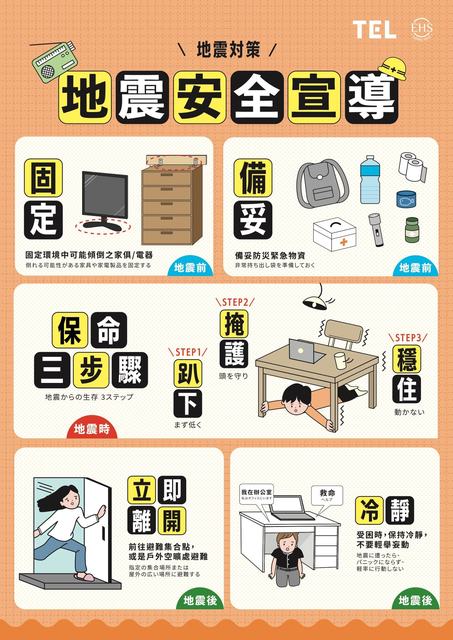 TEL EHS
\ 地震対策 /
地震安全宣導
固定
固定環境中可能傾倒之家俱/電器
倒れる可能性がある家具や家電製品を固定する
地震前
備妥
備妥防災緊急物資
非常持ち出し袋を準備しておく
地震前
保命
三步驟
地震からの生存 3ステップ
\STEP1/
趴下
まず低く
\STEP2/
掩護
頭を守り
\STEP3/
穩住
動かない
地震時
立即
離開
前往避難集合點,
或是戶外空曠處避難
指定の集合場所または
屋外の広い場所に避難する
地震後
我在辦公室
救命
ヘルプ
冷靜
受困時,保持冷靜,
不要輕舉妄動
地震に遭ったら、
パニックにならず、
軽率に行動しない
地震後